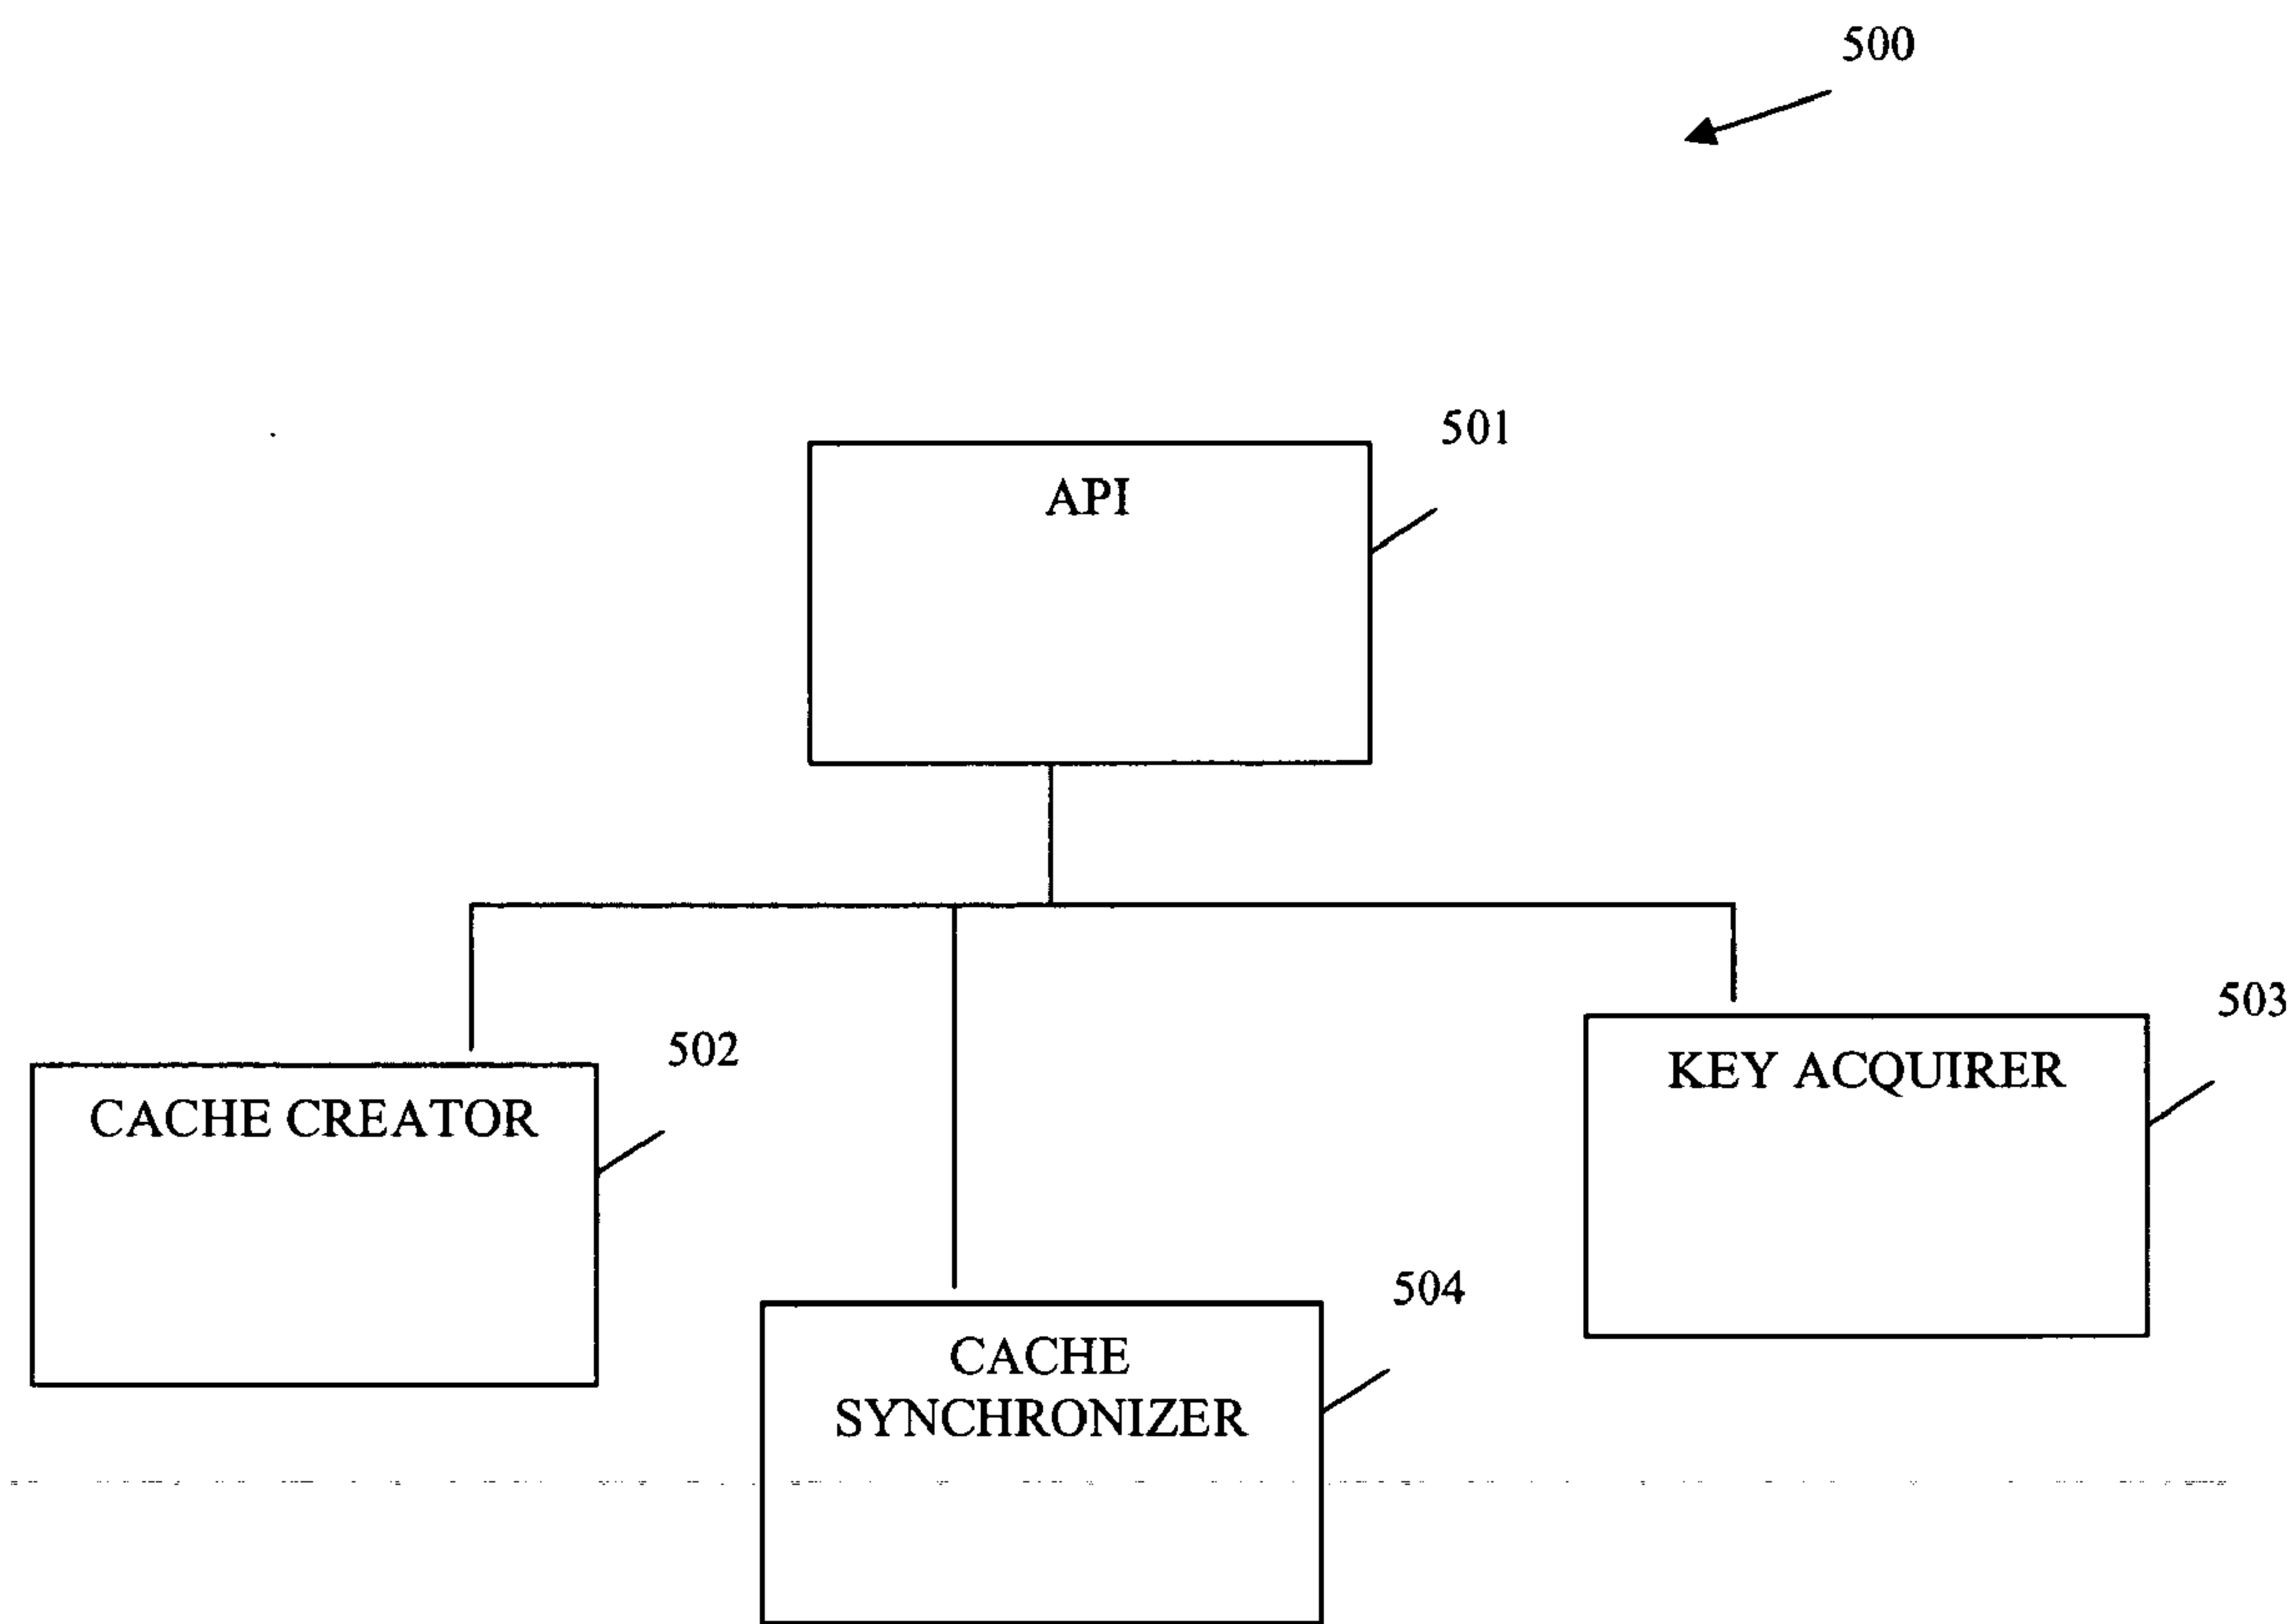 500
501
API
502
CACHE CREATOR
503
KEY ACQUIRER
504
CACHE
SYNCHRONIZER